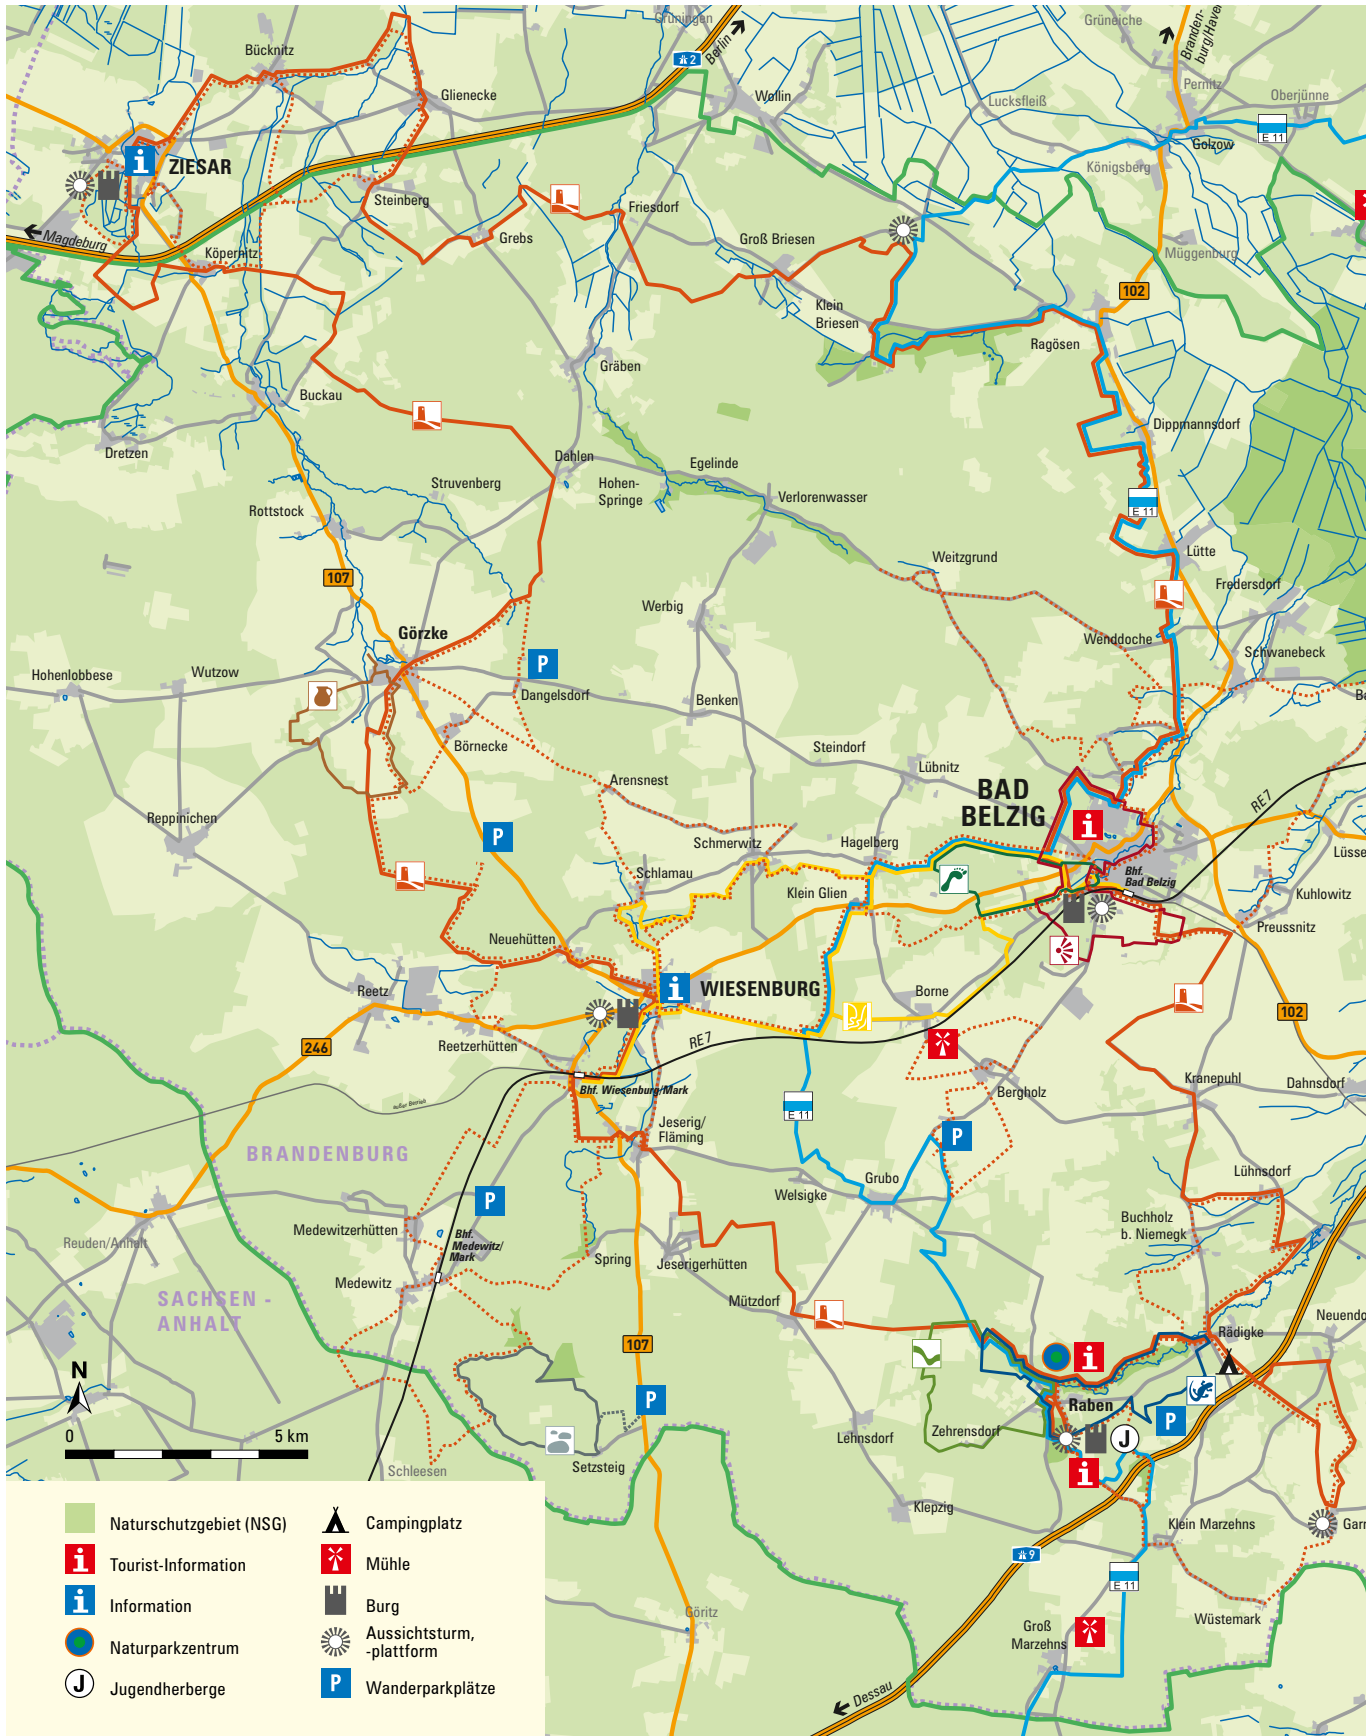 Grüningen
Grüneiche
Branden-
burg/Havel
Bücknitz
Berlin
2
Wollin
Lucksfleiß
Pernitz
Oberjünne
Glienecke
E 11
Golzow
ZIESAR
Königsberg
Steinberg
Friesdorf
Grebs
Groß Briesen
Magdeburg
Köpernitz
Müggenburg
102
Klein
Briesen
Ragösen
Gräben
Buckau
Dippmannsdorf
Dretzen
Dahlen
Egelinde
Hohen-
Springe
Struvenberg
Verlorenwasser
Rottstock
E 11
Weitzgrund
Lütte
107
Fredersdorf
Werbig
Görzke
Wenddoche
Schwanebeck
Hohenlobbese
Wutzow
P
Dangelsdorf
Benken
Börnecke
Steindorf
Lübnitz
Arensnest
BAD
BELZIG
RE7
Reppinichen
P
Schmerwitz
Hagelberg
Schlamau
Klein Glien
Bhf.
Bad Belzig
Kuhlowitz
Preussnitz
Neuehütten
WIESENBURG
Reetz
Borne
102
Reetzerhütten
246
RE7
Bhf. Wiesenburg/Mark
Bergholz
Kranepuhl
Dahnsdorf
E 11
Jeserig/
Fläming
P
BRANDENBURG
Lühnsdorf
Grubo
Welsigke
P
Medewitzerhütten
Buchholz
b. Niemegk
Reuden/Anhalt
Bhf.
Medewitz/
Mark
Spring
Jeserigerhütten
Medewitz
SACHSEN -
ANHALT
Mützdorf
Rädigke
107
N
Raben
P
P
0 5 km
Zehrensdorf
Lehnsdorf
J
Setzsteig
Schleesen
Klepzig
Klein Marzehns
9
E 11
Göritz
Wüstemark
Groß
Marzehns
Dessau
Naturschutzgebiet (NSG)
Tourist-Information
Information
Naturparkzentrum
J Jugendherberge
Campingplatz
Mühle
Burg
Aussichtsturm,
-plattform
P Wanderparkplätze